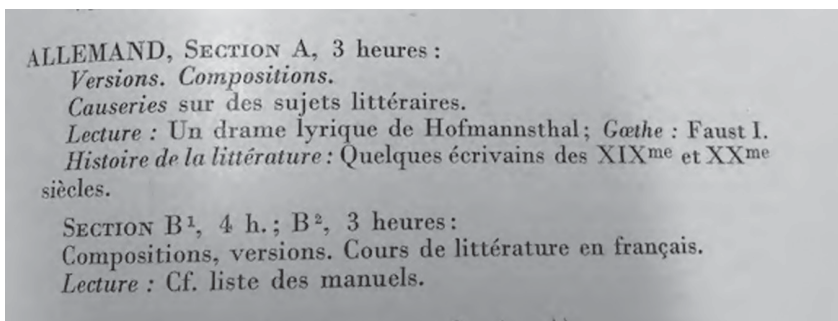 ALLEMAND, SECTION A, 3 heures :
Versions. Compositions.
Causeries sur des sujets littéraires.
Lecture : Un drame lyrique de Hofmannsthal ; Gœthe : Faust I.
Histoire de la littérature : Quelques écrivains des XIXme et XXme
siècles.
SECTION B¹, 4 h. ; B², 3 heures :
Compositions, versions. Cours de littérature en français.
Lecture : Cf. liste des manuels.